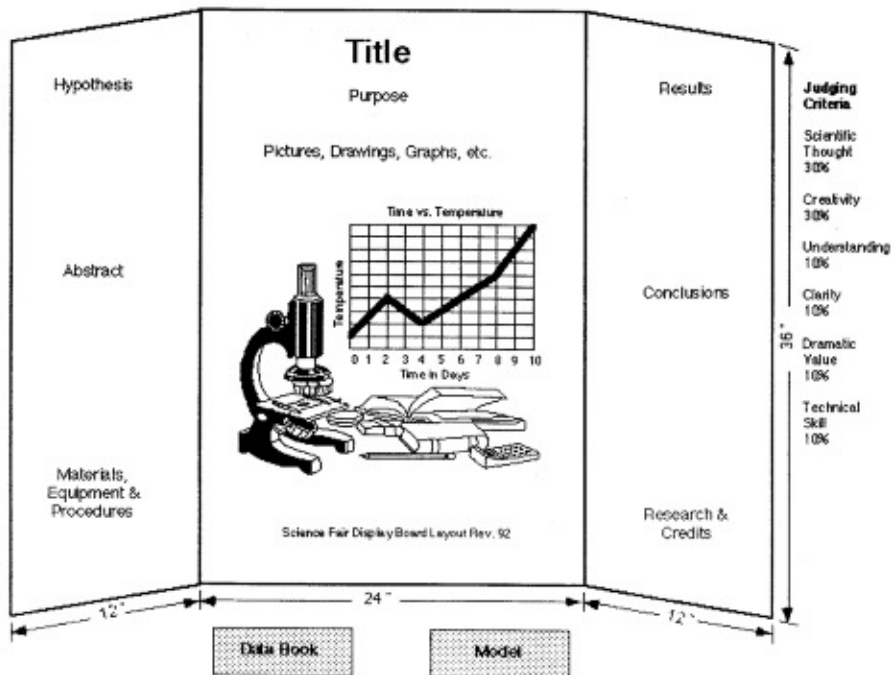 Hypothesis
Abstract
Materials,
Equipment &
Procedures
Title
Purpose
Pictures, Drawings, Graphs, etc.
Time vs. Temperature
Temperature
0 1 2 3 4 5 6 7 8 9 10
Time in Days
Science Fair Display Board Layout Rev. 92
Results
Conclusions
Research &
Credits
Judging
Criteria
Scientific
Thought
30%
Creativity
30%
Understanding
10%
Clarity
10%
Dramatic
Value
10%
Technical
Skill
10%
36"
12"
24"
12"
Data Book
Model